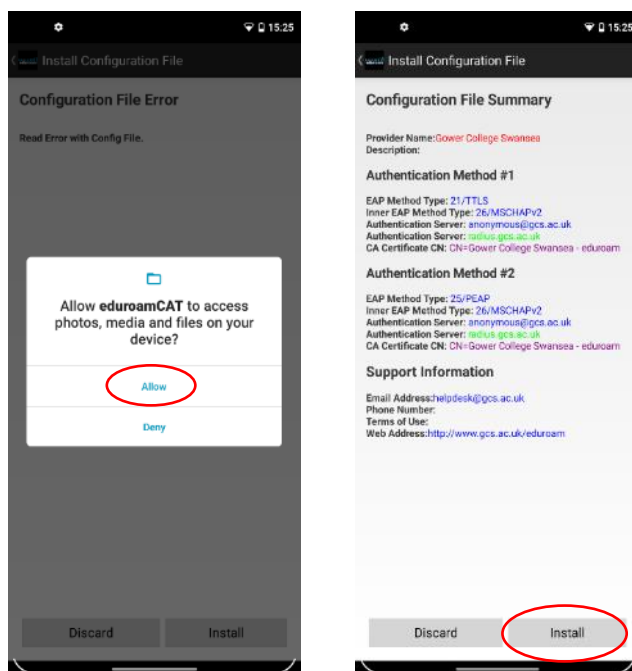 15:25
Install Configuration File
Configuration File Error
Read Error with Config File.
Allow eduroamCAT to access
photos, media and files on your
device?
Allow
Deny
Discard
Install
15:25
Install Configuration File
Configuration File Summary
Provider Name:Gower College Swansea
Description:
Authentication Method #1
EAP Method Type: 21/TTLS
Inner EAP Method Type: 26/MSCHAPv2
Authentication Server: anonymous@gcs.ac.uk
Authentication Server: radius.gcs.ac.uk
CA Certificate CN: CN=Gower College Swansea - eduroam
Authentication Method #2
EAP Method Type: 25/PEAP
Inner EAP Method Type: 26/MSCHAPv2
Authentication Server: anonymous@gcs.ac.uk
Authentication Server: radius.gcs.ac.uk
CA Certificate CN: CN=Gower College Swansea - eduroam
Support Information
Email Address:helpdesk@gcs.ac.uk
Phone Number:
Terms of Use:
Web Address:http://www.gcs.ac.uk/eduroam
Discard
Install